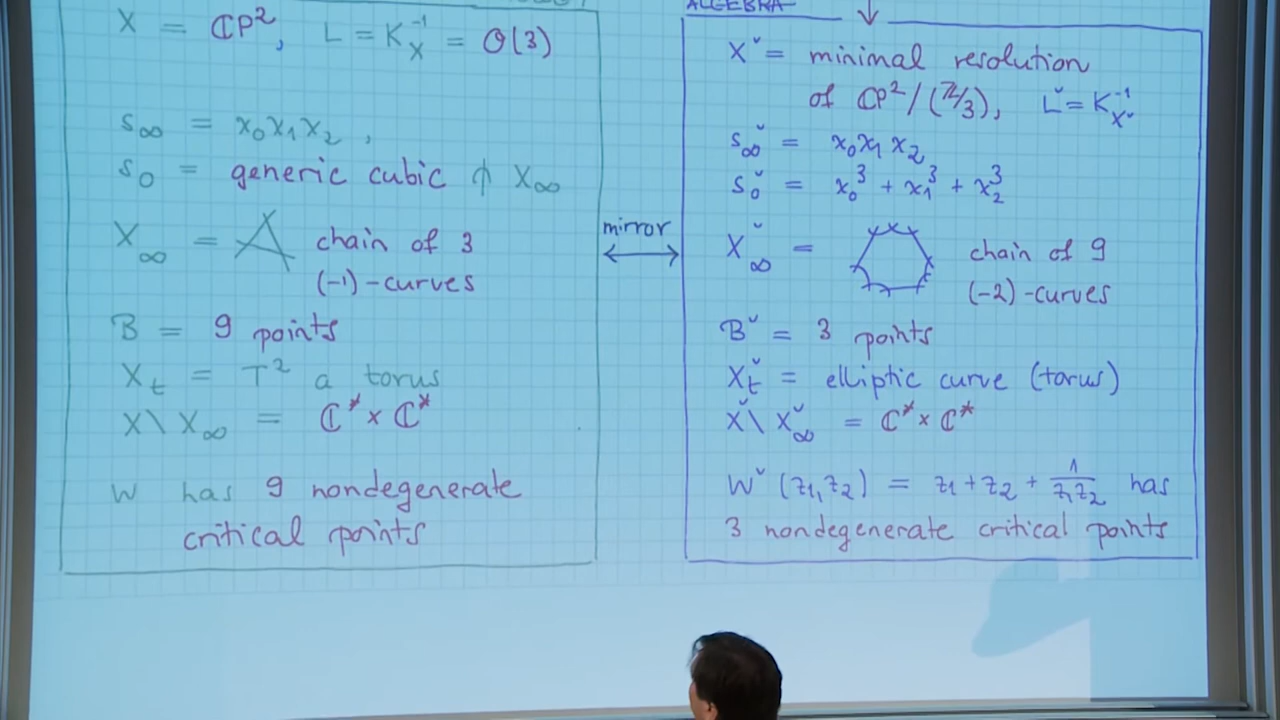 X = ℂP², L = K_X^{-1} = O(3)
s_∞ = x₀x₁x₂,
s₀ = generic cubic ⋔ X_∞
X_∞ = chain of 3
(-1)-curves
B = 9 points
X_t = T² a torus
X\X_∞ = ℂ* × ℂ*
W has 9 nondegenerate
critical points
mirror
ALGEBRA
X˅ = minimal resolution
of ℂP²/(ℤ/3), L˅ = K_{X˅}^{-1}
s_∞˅ = x₀x₁x₂
s₀˅ = x₀³ + x₁³ + x₂³
X_∞˅ = chain of 9
(-2)-curves
B˅ = 3 points
X_t˅ = elliptic curve (torus)
X˅\X_∞˅ = ℂ* × ℂ*
W˅(z₁,z₂) = z₁+z₂+ 1/(z₁z₂) has
3 nondegenerate critical points